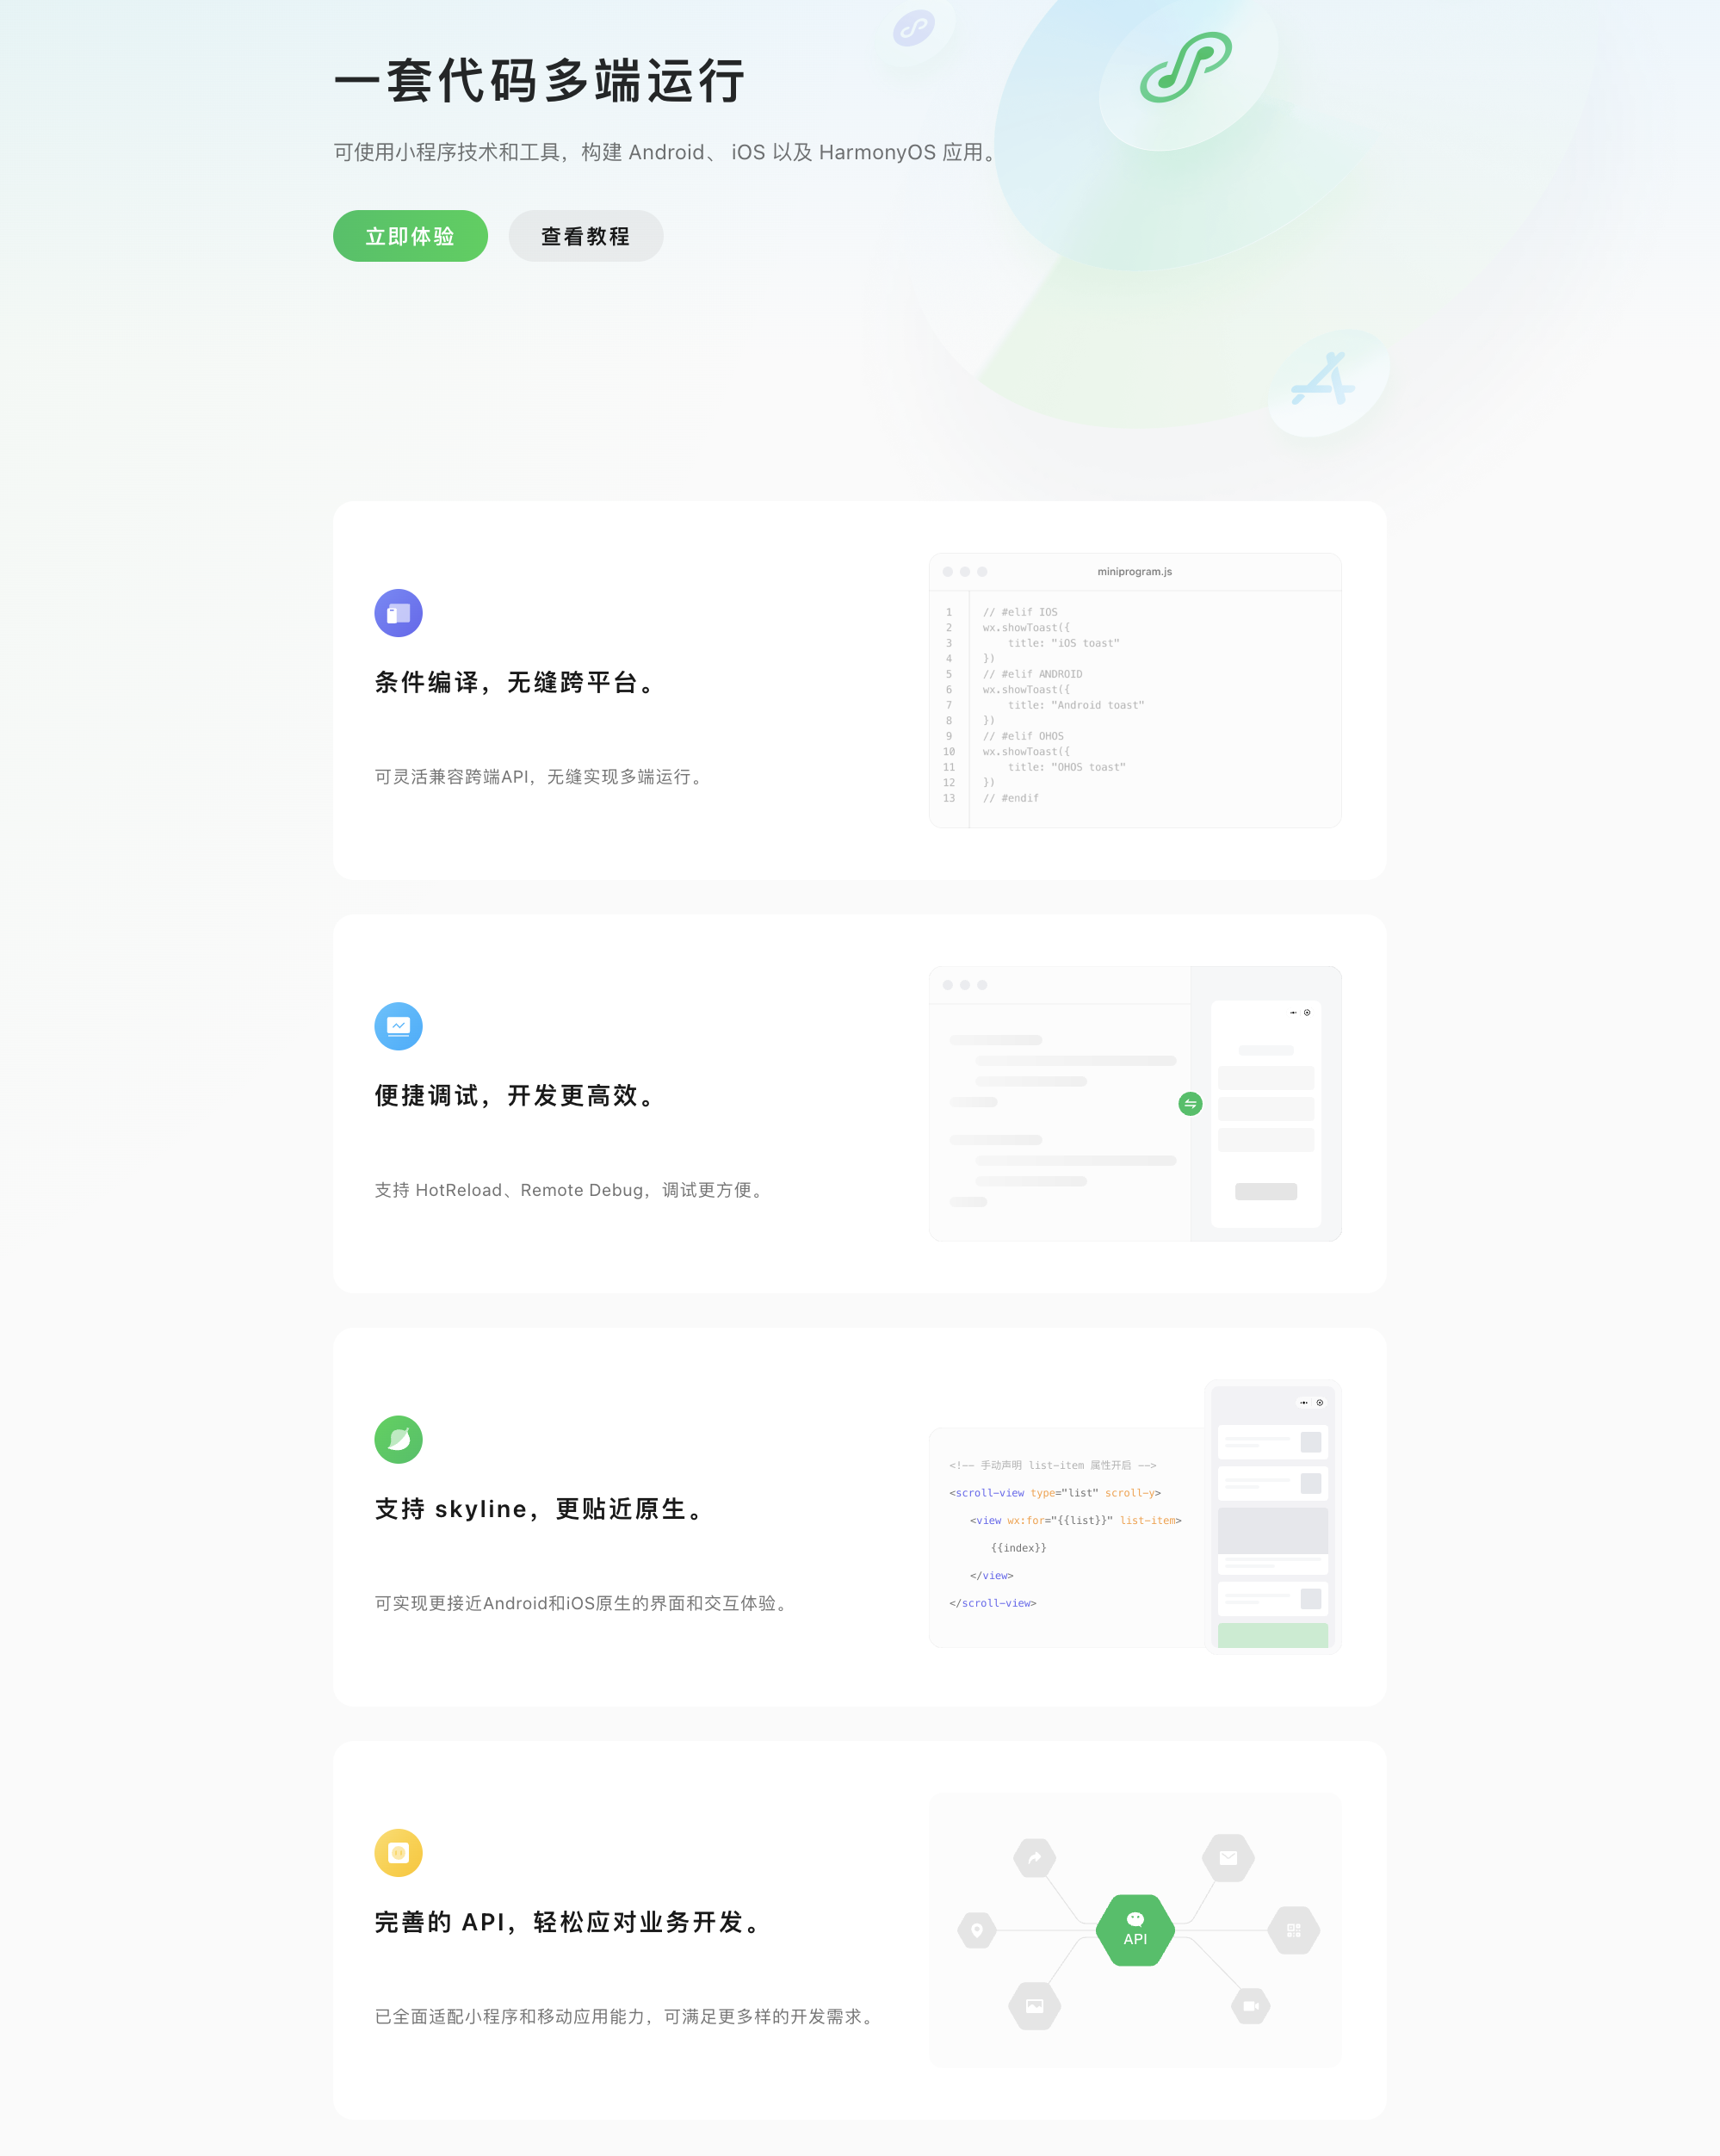 一套代码多端运行
可使用小程序技术和工具，构建 Android、 iOS 以及 HarmonyOS 应用。
立即体验
查看教程
条件编译，无缝跨平台。
可灵活兼容跨端API，无缝实现多端运行。
miniprogram.js
1 // #elif IOS
2 wx.showToast({
3 title: "iOS toast"
4 })
5 // #elif ANDROID
6 wx.showToast({
7 title: "Android toast"
8 })
9 // #elif OHOS
10 wx.showToast({
11 title: "OHOS toast"
12 })
13 // #endif
便捷调试，开发更高效。
支持 HotReload、Remote Debug，调试更方便。
支持 skyline，更贴近原生。
可实现更接近Android和iOS原生的界面和交互体验。
<!-- 手动声明 list-item 属性开启 -->
<scroll-view type="list" scroll-y>
<view wx:for="{{list}}" list-item>
{{index}}
</view>
</scroll-view>
完善的 API，轻松应对业务开发。
已全面适配小程序和移动应用能力，可满足更多样的开发需求。
API